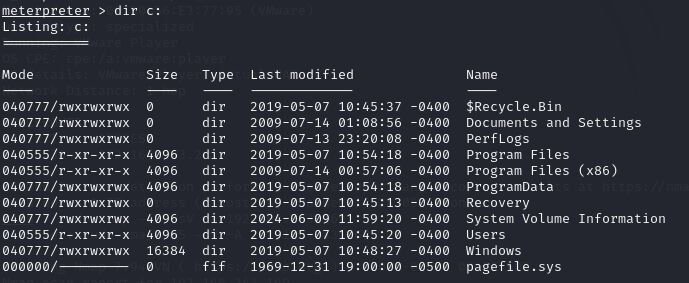 meterpreter > dir c:
Listing: c:
===========
Mode Size Type Last modified Name
---- ---- ---- ------------- ----
040777/rwxrwxrwx 0 dir 2019-05-07 10:45:37 -0400 $Recycle.Bin
040777/rwxrwxrwx 0 dir 2009-07-14 01:08:56 -0400 Documents and Settings
040777/rwxrwxrwx 0 dir 2009-07-13 23:20:08 -0400 PerfLogs
040555/r-xr-xr-x 4096 dir 2019-05-07 10:54:18 -0400 Program Files
040555/r-xr-xr-x 4096 dir 2009-07-14 00:57:06 -0400 Program Files (x86)
040777/rwxrwxrwx 4096 dir 2019-05-07 10:54:18 -0400 ProgramData
040777/rwxrwxrwx 0 dir 2019-05-07 10:45:13 -0400 Recovery
040777/rwxrwxrwx 4096 dir 2024-06-09 11:59:20 -0400 System Volume Information
040555/r-xr-xr-x 4096 dir 2019-05-07 10:45:20 -0400 Users
040777/rwxrwxrwx 16384 dir 2019-05-07 10:48:27 -0400 Windows
000000/--------- 0 fif 1969-12-31 19:00:00 -0500 pagefile.sys